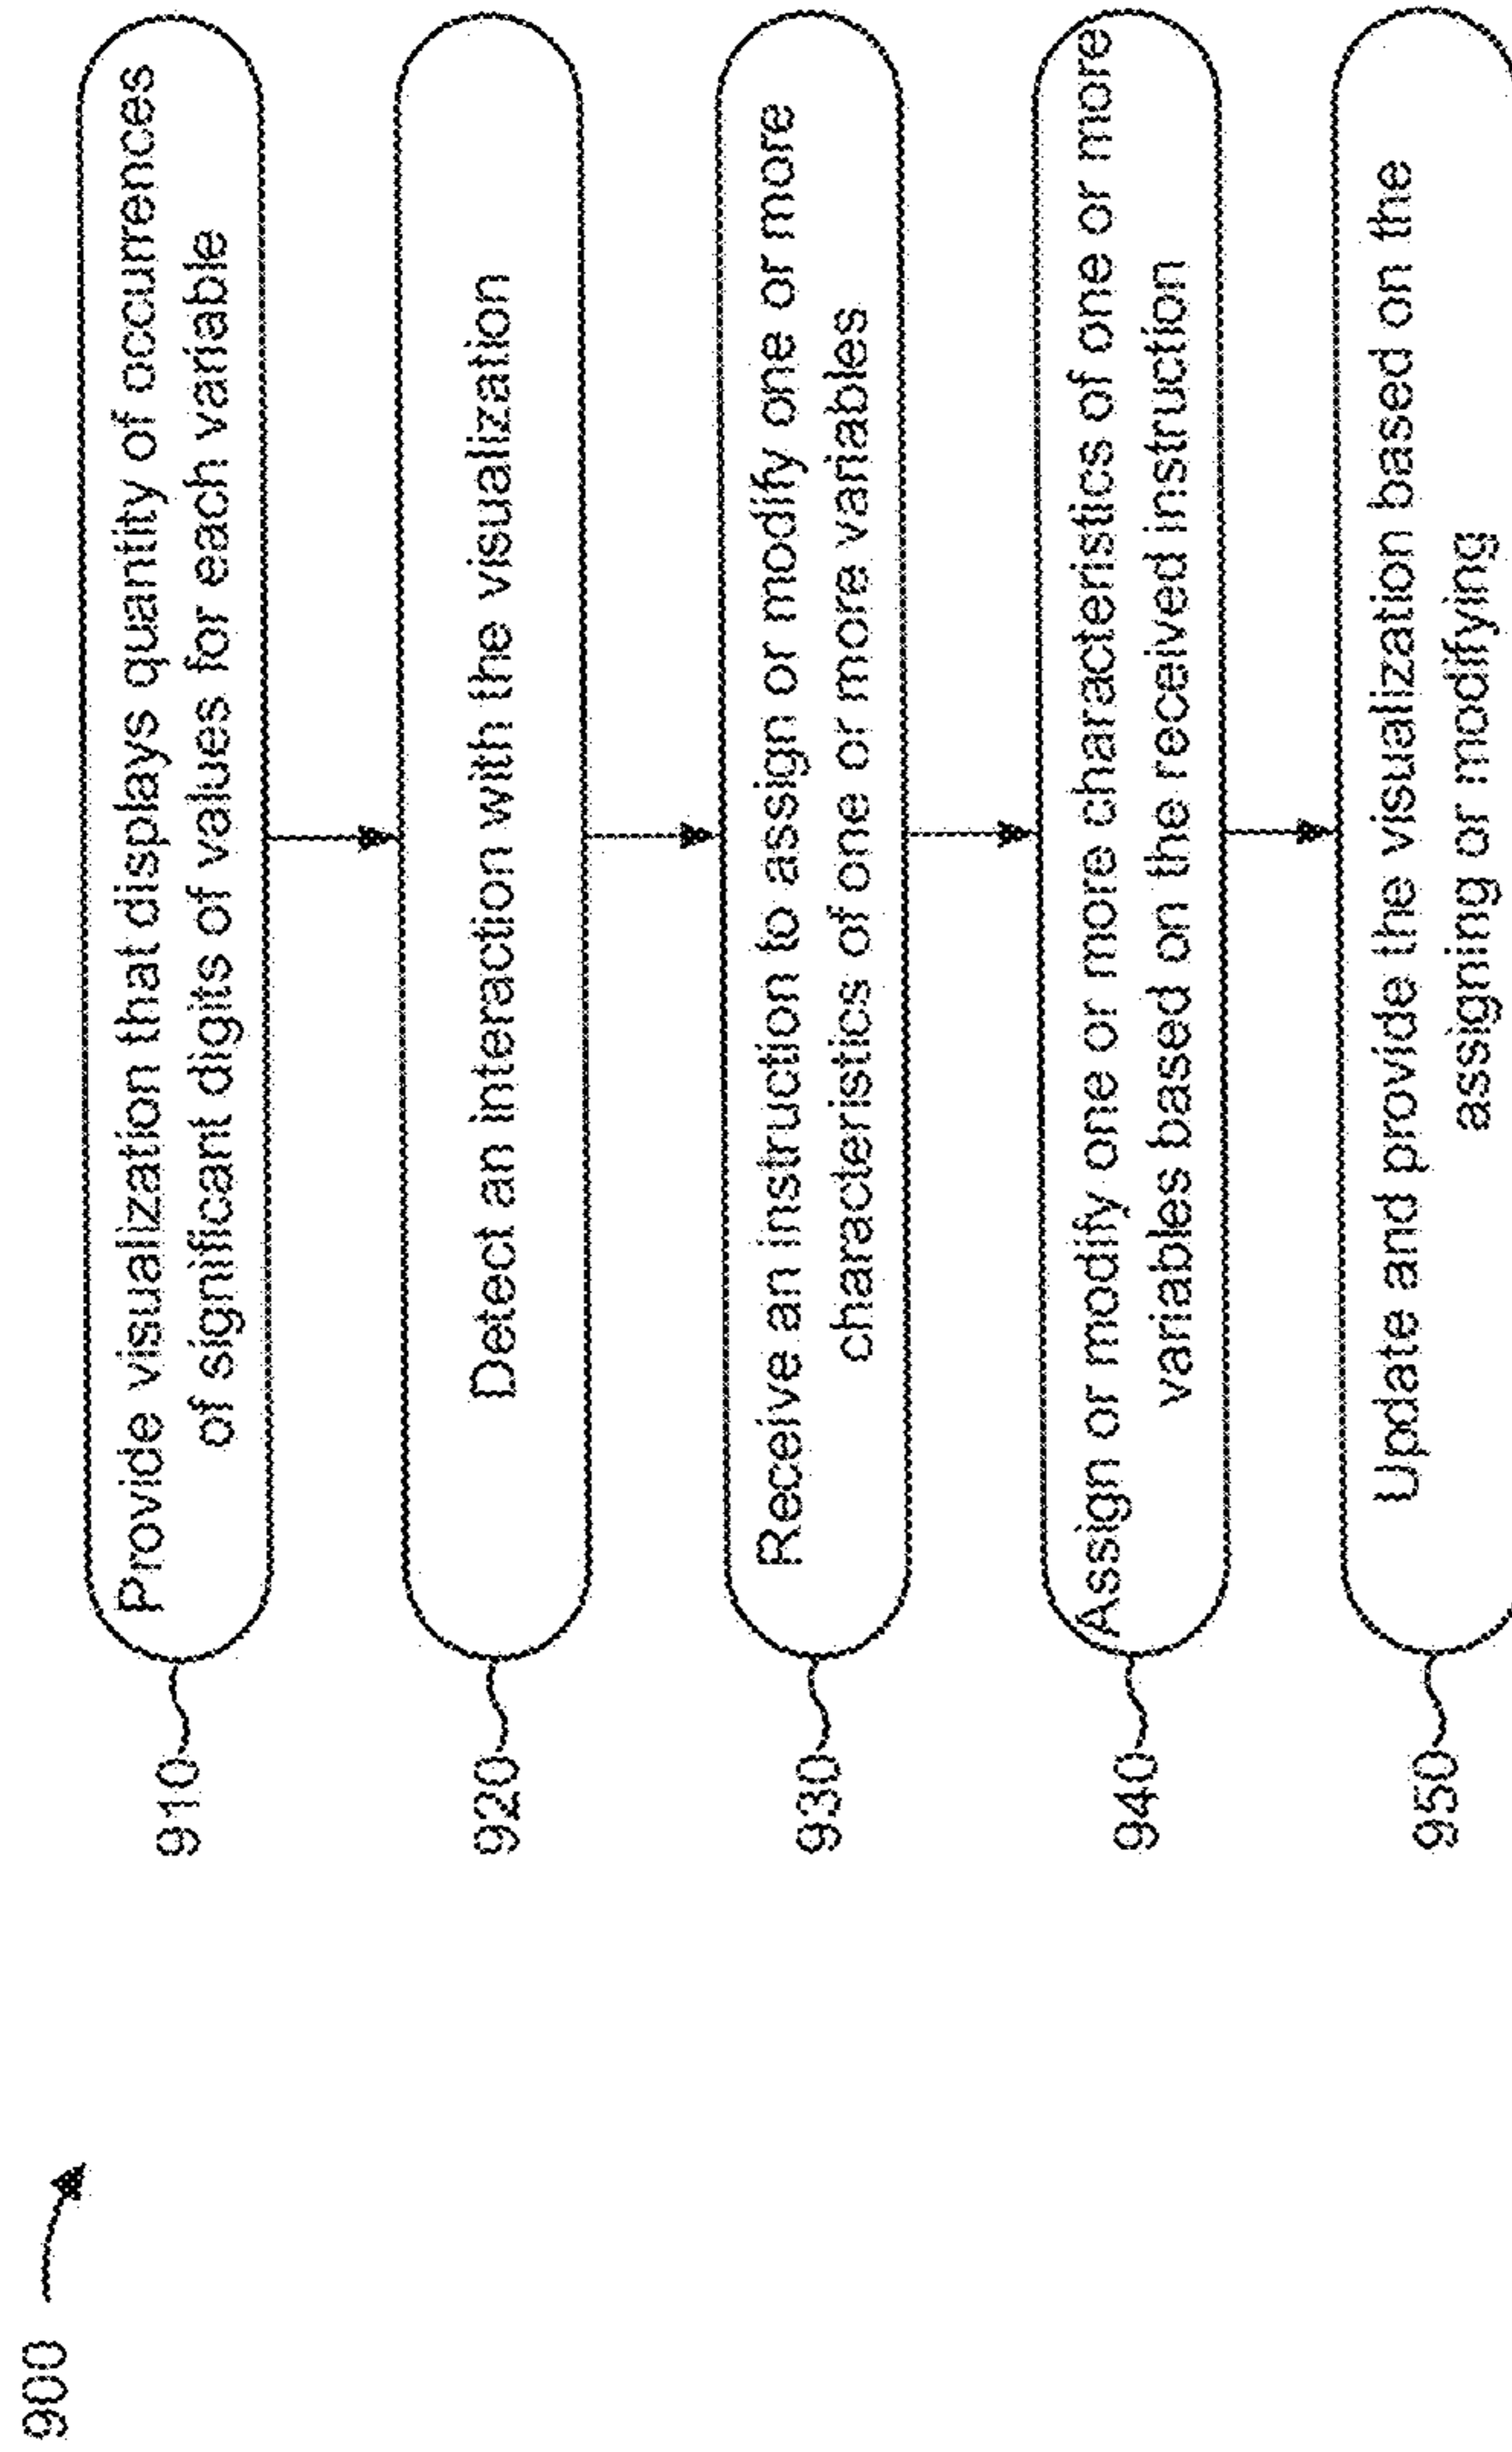 900
910
Provide visualization that displays quantity of occurrences
of significant digits of values for each variable
920
Detect an interaction with the visualization
930
Receive an instruction to assign or modify one or more
characteristics of one or more variables
940
Assign or modify one or more characteristics of one or more
variables based on the received instruction
950
Update and provide the visualization based on the
assigning or modifying